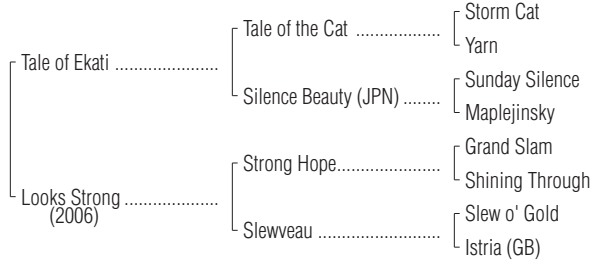 Storm Cat
Tale of the Cat ..................
Yarn
Tale of Ekati ......................
Sunday Silence
Silence Beauty (JPN) ........
Maplejinsky
Grand Slam
Strong Hope......................
Shining Through
Looks Strong ....................
(2006)
Slew o' Gold
Slewveau ..........................
Istria (GB)